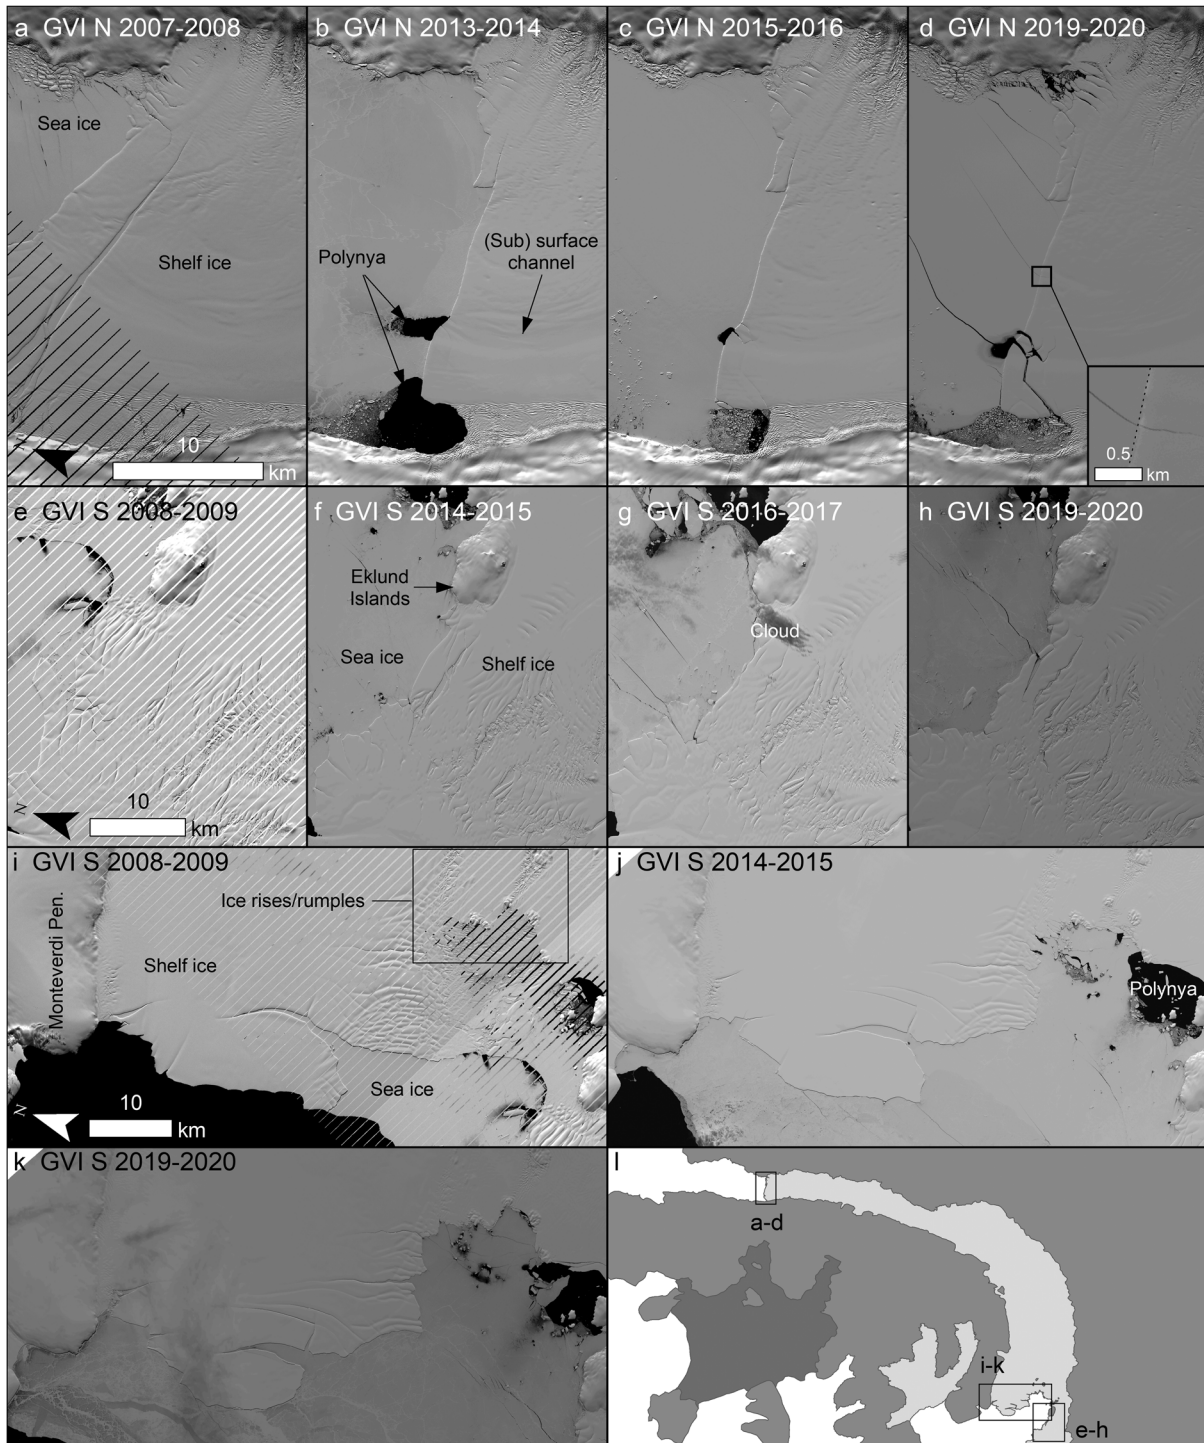 a GVI N 2007-2008
Sea ice
Shelf ice
10
km
b GVI N 2013-2014
Polynya
(Sub) surface
channel
c GVI N 2015-2016
d GVI N 2019-2020
0.5
km
e GVI S 2008-2009
N
10
km
f GVI S 2014-2015
Eklund
Islands
Sea ice
Shelf ice
g GVI S 2016-2017
Cloud
h GVI S 2019-2020
i GVI S 2008-2009
Monteverdi Pen.
Ice rises/rumples
Shelf ice
Sea ice
N
10
km
j GVI S 2014-2015
Polynya
k GVI S 2019-2020
l
a-d
i-k
e-h